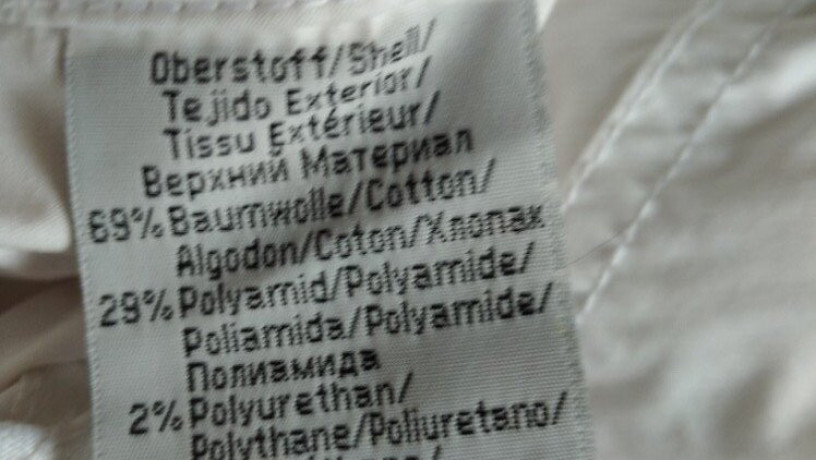 Oberstoff/Shell/
Tejido Exterior/
Tissu Extérieur/
Верхний Материал
69% Baumwolle/Cotton/
Algodon/Coton/Хлопак
29% Polyamid/Polyamide/
Poliamida/Polyamide/
Полиамида
2% Polyurethan/
Polythane/Poliuretano/